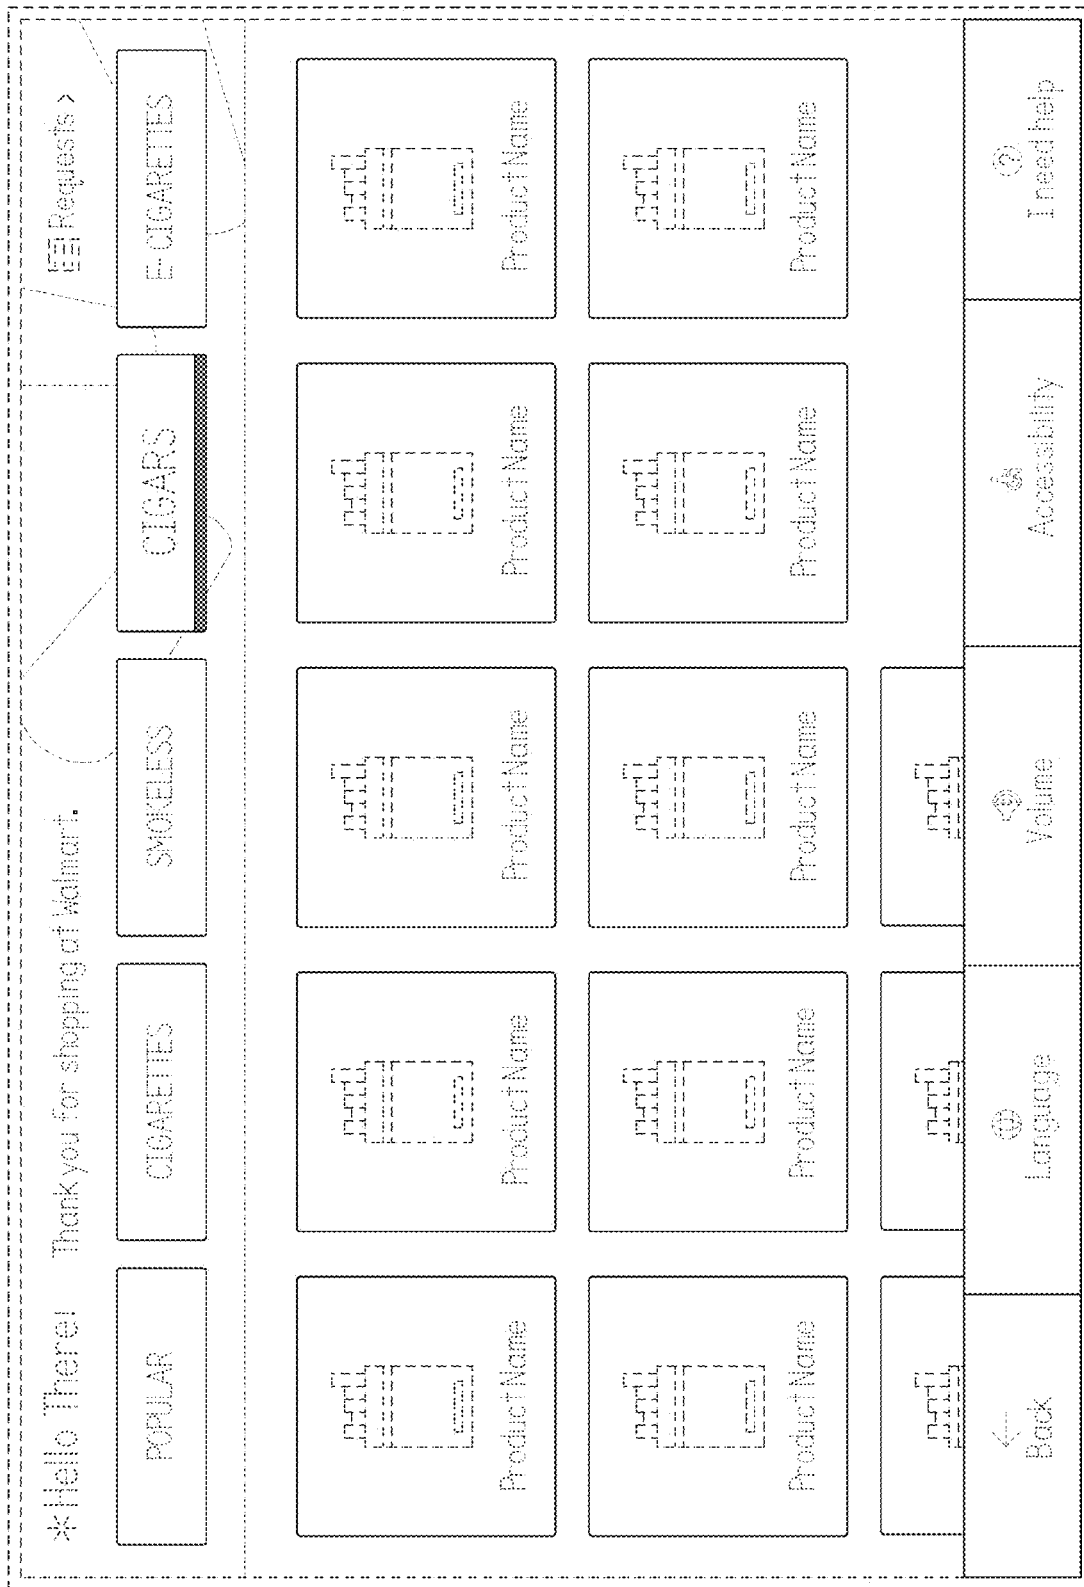 Hello There! Thank you for shopping at Walmart. Requests >
POPULAR CIGARETTES SMOKELESS CIGARS E-CIGARETTES
Product Name Product Name Product Name Product Name Product Name
Product Name Product Name Product Name Product Name Product Name
Back Language Volume Accessibility I need help